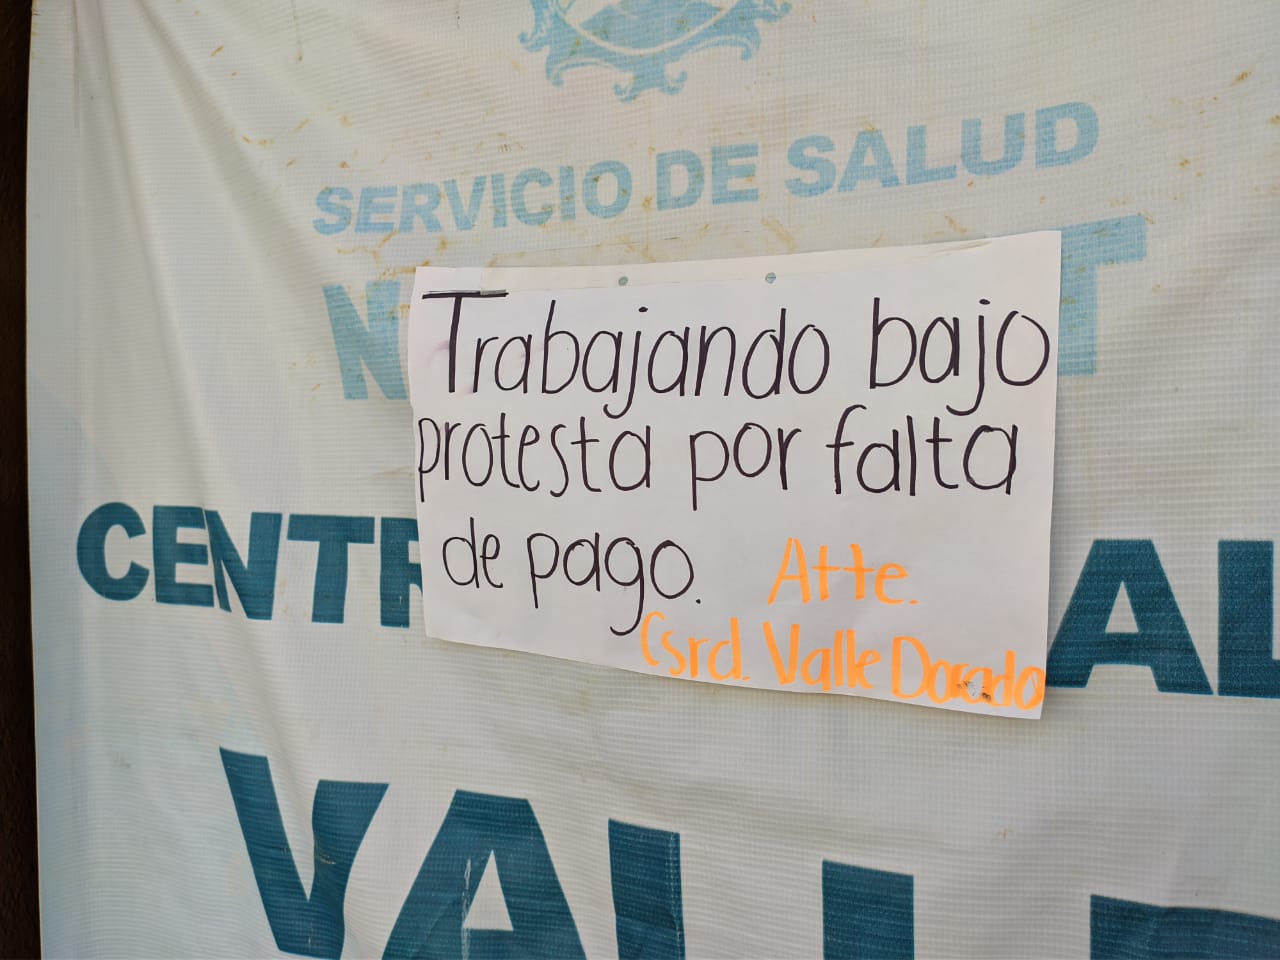 SERVICIO DE SALUD
Trabajando bajo
protesta por falta
de pago.
Atte.
Csrd. Valle Dorado